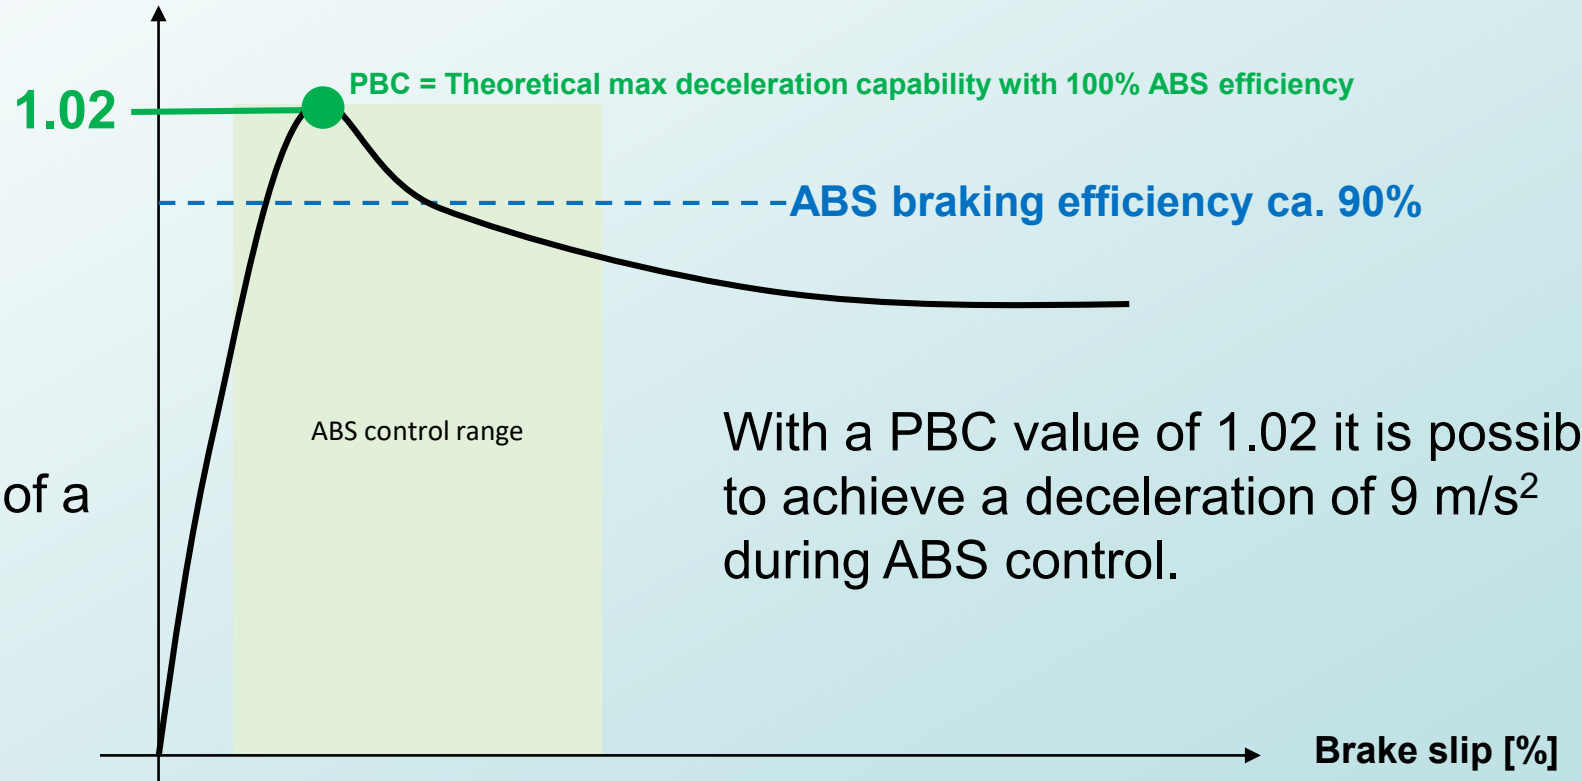 PBC = Theoretical max deceleration capability with 100% ABS efficiency
1.02
ABS braking efficiency ca. 90%
ABS control range
of a
With a PBC value of 1.02 it is possib
to achieve a deceleration of 9 m/s²
during ABS control.
Brake slip [%]